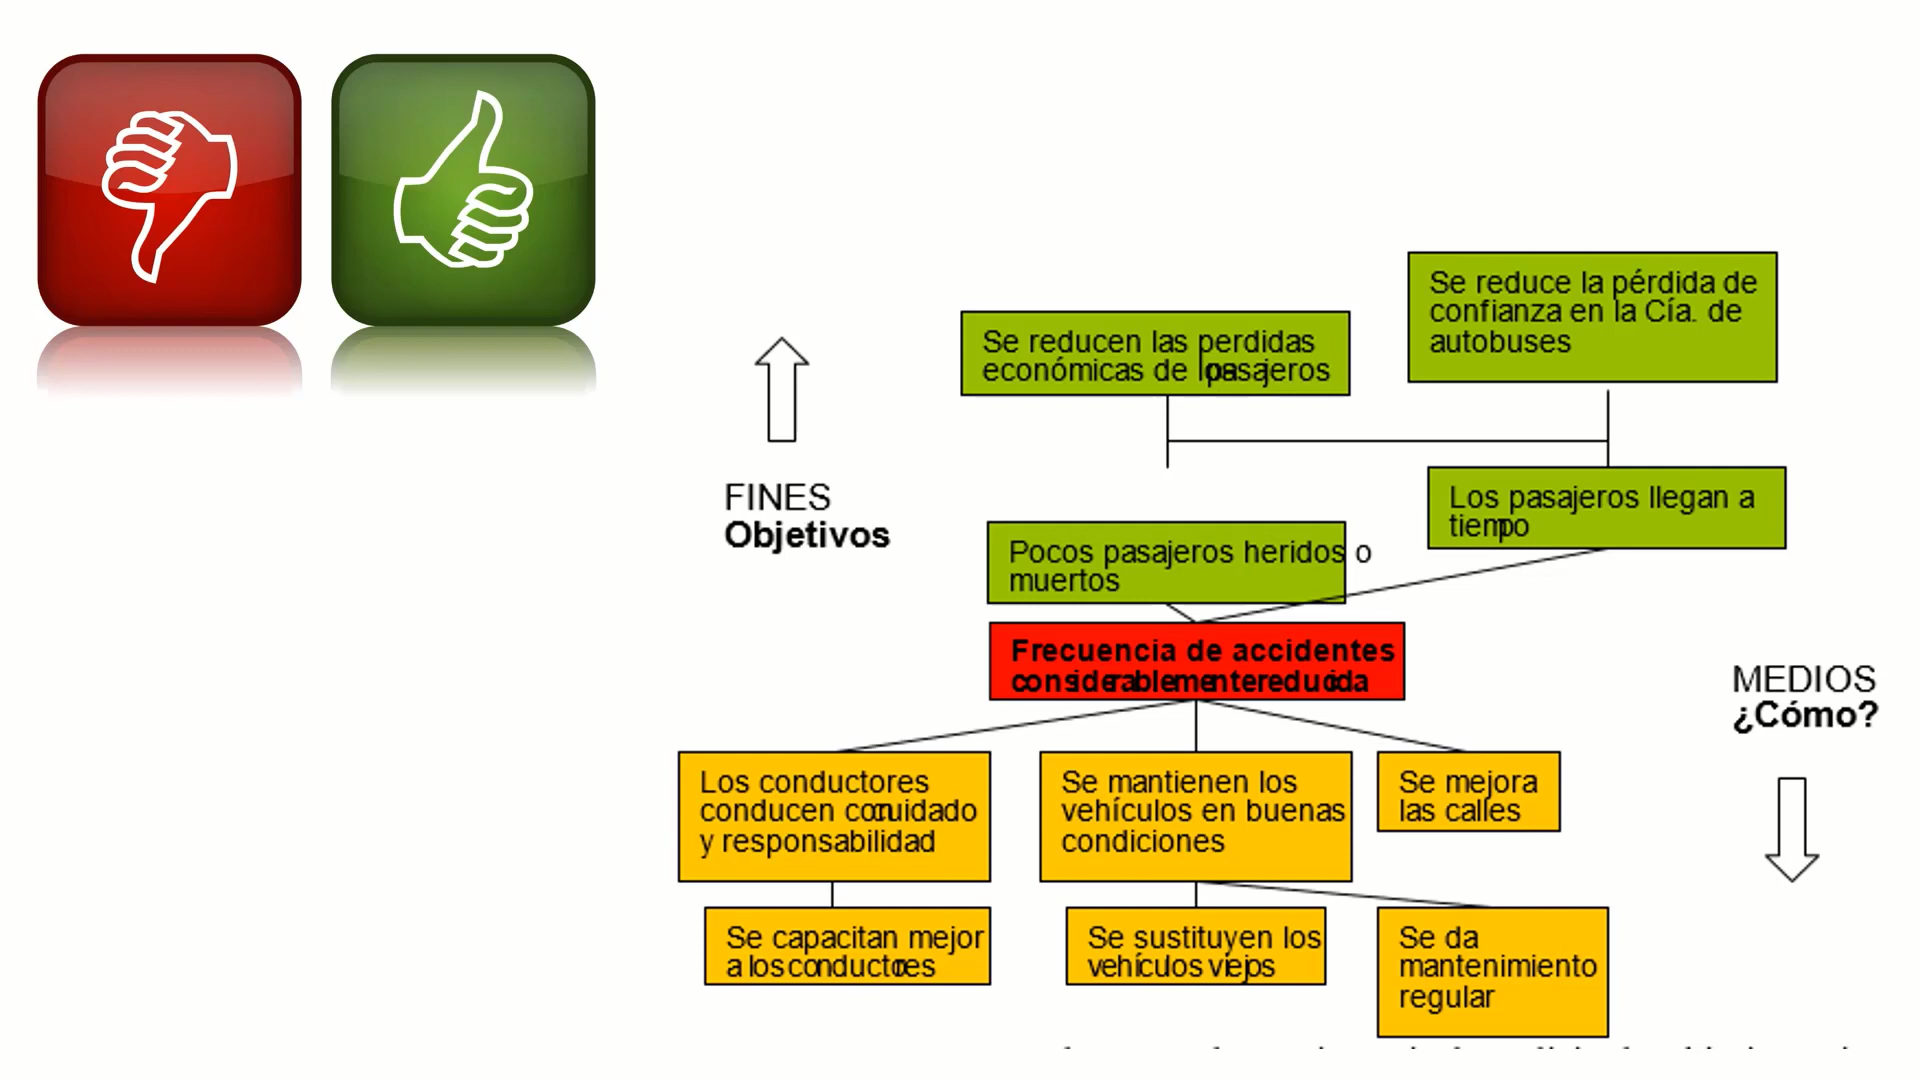 Se reduce la pérdida de
confianza en la Cía. de
autobuses
Se reducen las perdidas
económicas de los pasajeros
FINES
Objetivos
Los pasajeros llegan a
tiempo
Pocos pasajeros heridos o
muertos
Frecuencia de accidentes
considerablemente reducida
MEDIOS
¿Cómo?
Los conductores
conducen con cuidado
y responsabilidad
Se mantienen los
vehículos en buenas
condiciones
Se mejora
las calles
Se capacitan mejor
a los conductores
Se sustituyen los
vehículos viejos
Se da
mantenimiento
regular